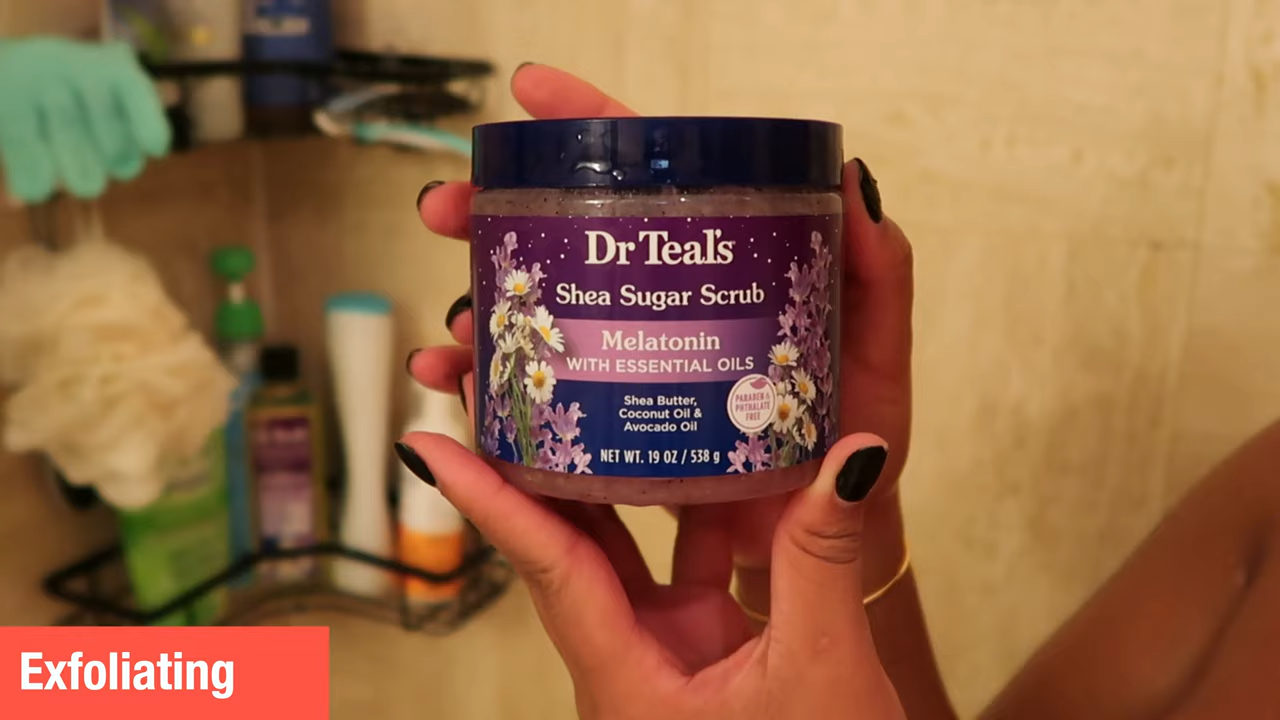 Dr Teal's
Shea Sugar Scrub
Melatonin
WITH ESSENTIAL OILS
Shea Butter,
Coconut Oil &
Avocado Oil
PARABEN &
PHTHALATE
FREE
NET WT. 19 OZ / 538 g
Exfoliating